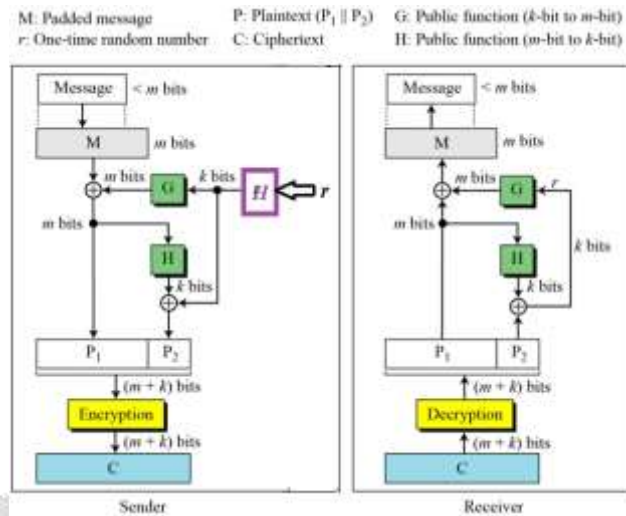 M: Padded message P: Plaintext (P1 || P2) G: Public function (k-bit to m-bit)
r: One-time random number C: Ciphertext H: Public function (m-bit to k-bit)
Message < m bits
M m bits
m bits G k bits H r
m bits
H
k bits
P1 P2
(m + k) bits
Encryption
(m + k) bits
C
Sender
Message < m bits
M m bits
m bits G r
m bits
k bits
H
k bits
P1 P2
(m + k) bits
Decryption
(m + k) bits
C
Receiver